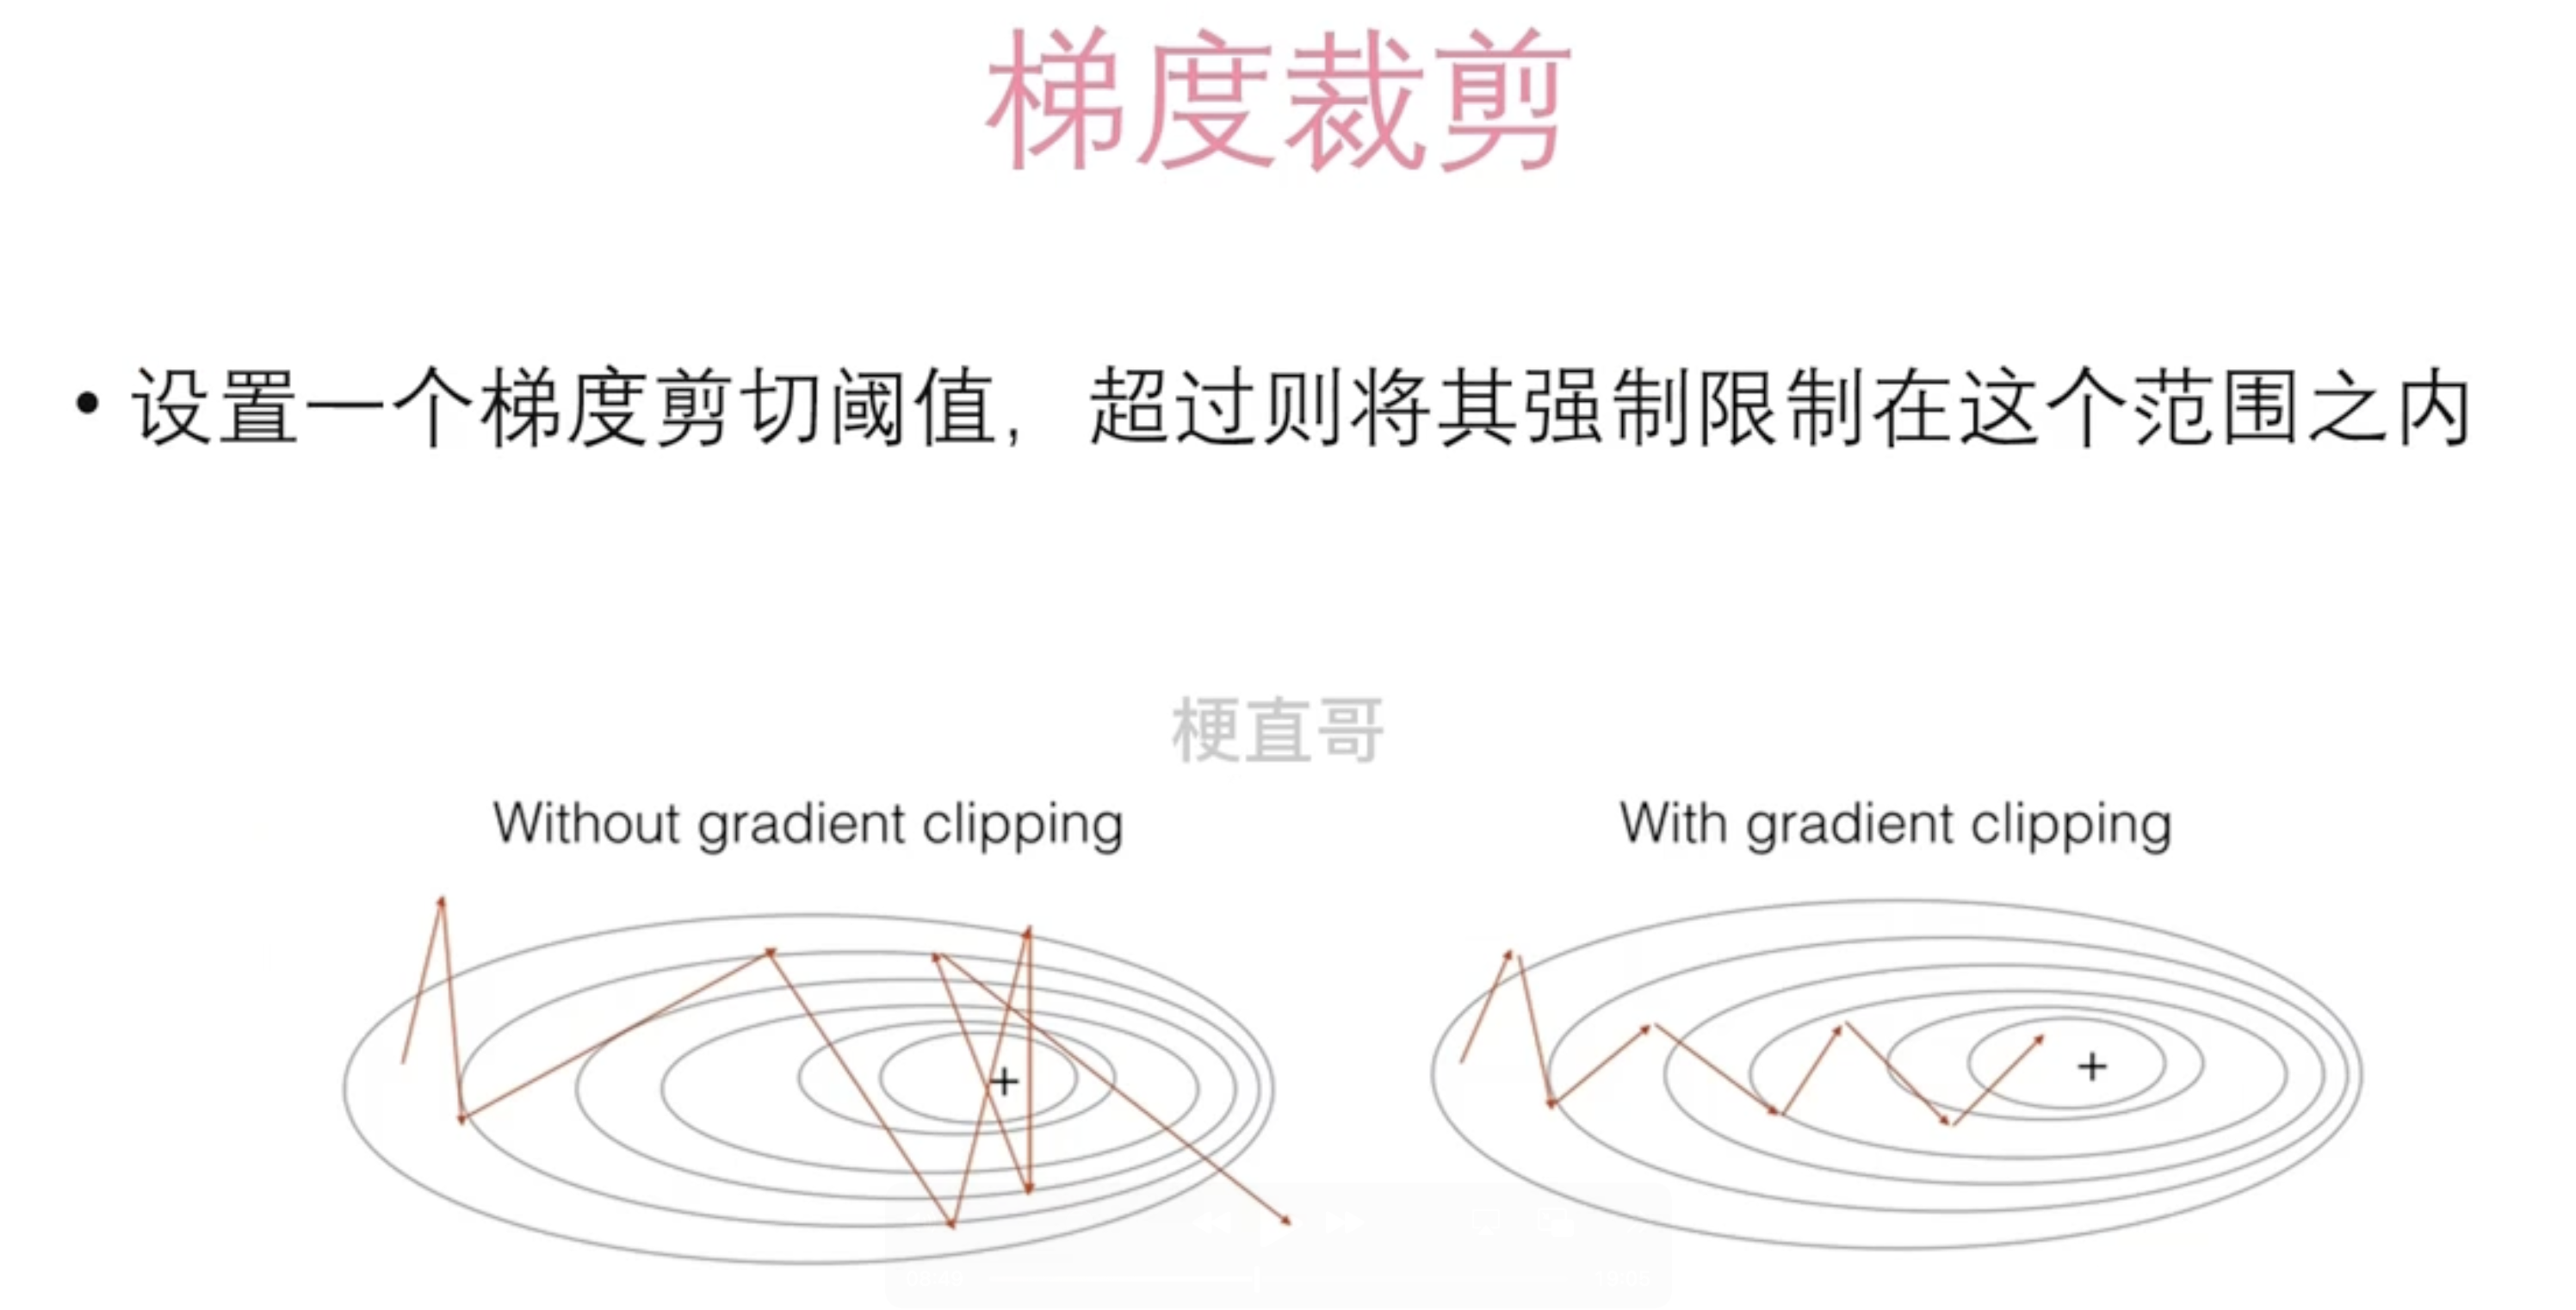 梯度裁剪
• 设置一个梯度剪切阈值，超过则将其强制限制在这个范围之内
梗直哥
Without gradient clipping
With gradient clipping
+
+